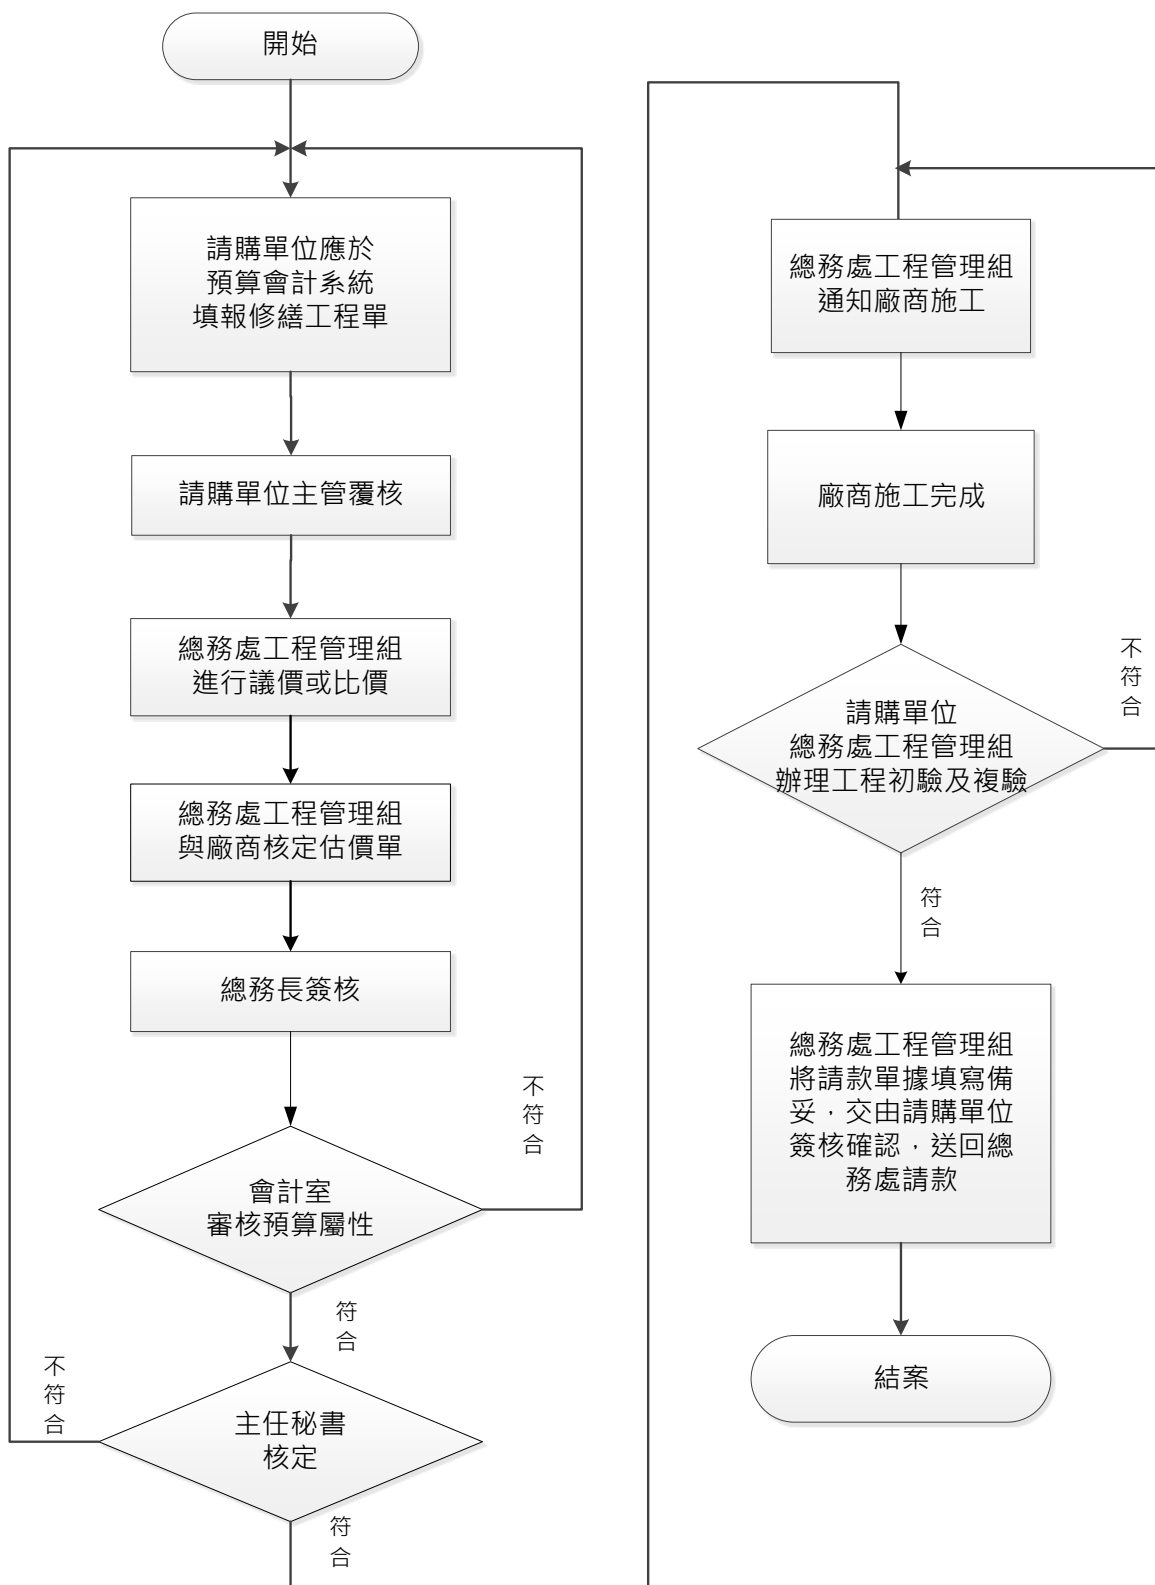 開始
請購單位應於
預算會計系統
填報修繕工程單
請購單位主管覆核
總務處工程管理組
進行議價或比價
總務處工程管理組
與廠商核定估價單
總務長簽核
不
符
合
會計室
審核預算屬性
符
合
不
符
合
主任秘書
核定
符
合
總務處工程管理組
通知廠商施工
廠商施工完成
不
符
合
請購單位
總務處工程管理組
辦理工程初驗及複驗
符
合
總務處工程管理組
將請款單據填寫備
妥，交由請購單位
簽核確認，送回總
務處請款
結案